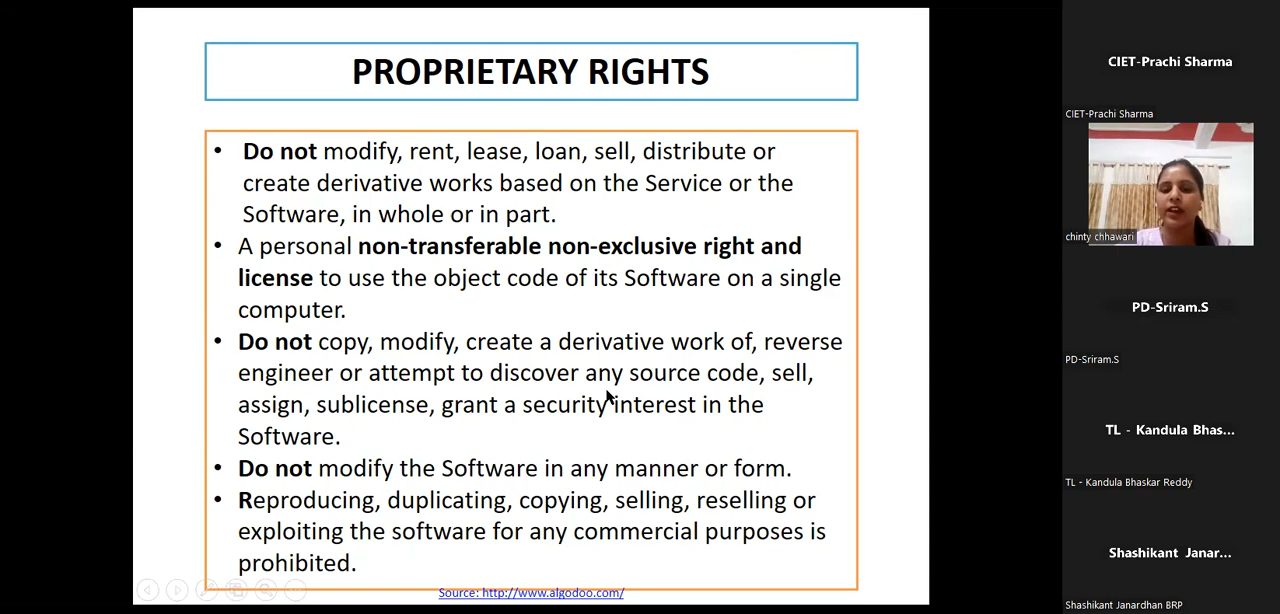 PROPRIETARY RIGHTS
• Do not modify, rent, lease, loan, sell, distribute or
create derivative works based on the Service or the
Software, in whole or in part.
• A personal non-transferable non-exclusive right and
license to use the object code of its Software on a single
computer.
• Do not copy, modify, create a derivative work of, reverse
engineer or attempt to discover any source code, sell,
assign, sublicense, grant a security interest in the
Software.
• Do not modify the Software in any manner or form.
• Reproducing, duplicating, copying, selling, reselling or
exploiting the software for any commercial purposes is
prohibited.
Source: http://www.algodoo.com/
CIET-Prachi Sharma
CIET-Prachi Sharma
chinty chhawari
PD-Sriram.S
PD-Sriram.S
TL - Kandula Bhas...
TL - Kandula Bhaskar Reddy
Shashikant Janar...
Shashikant Janardhan BRP